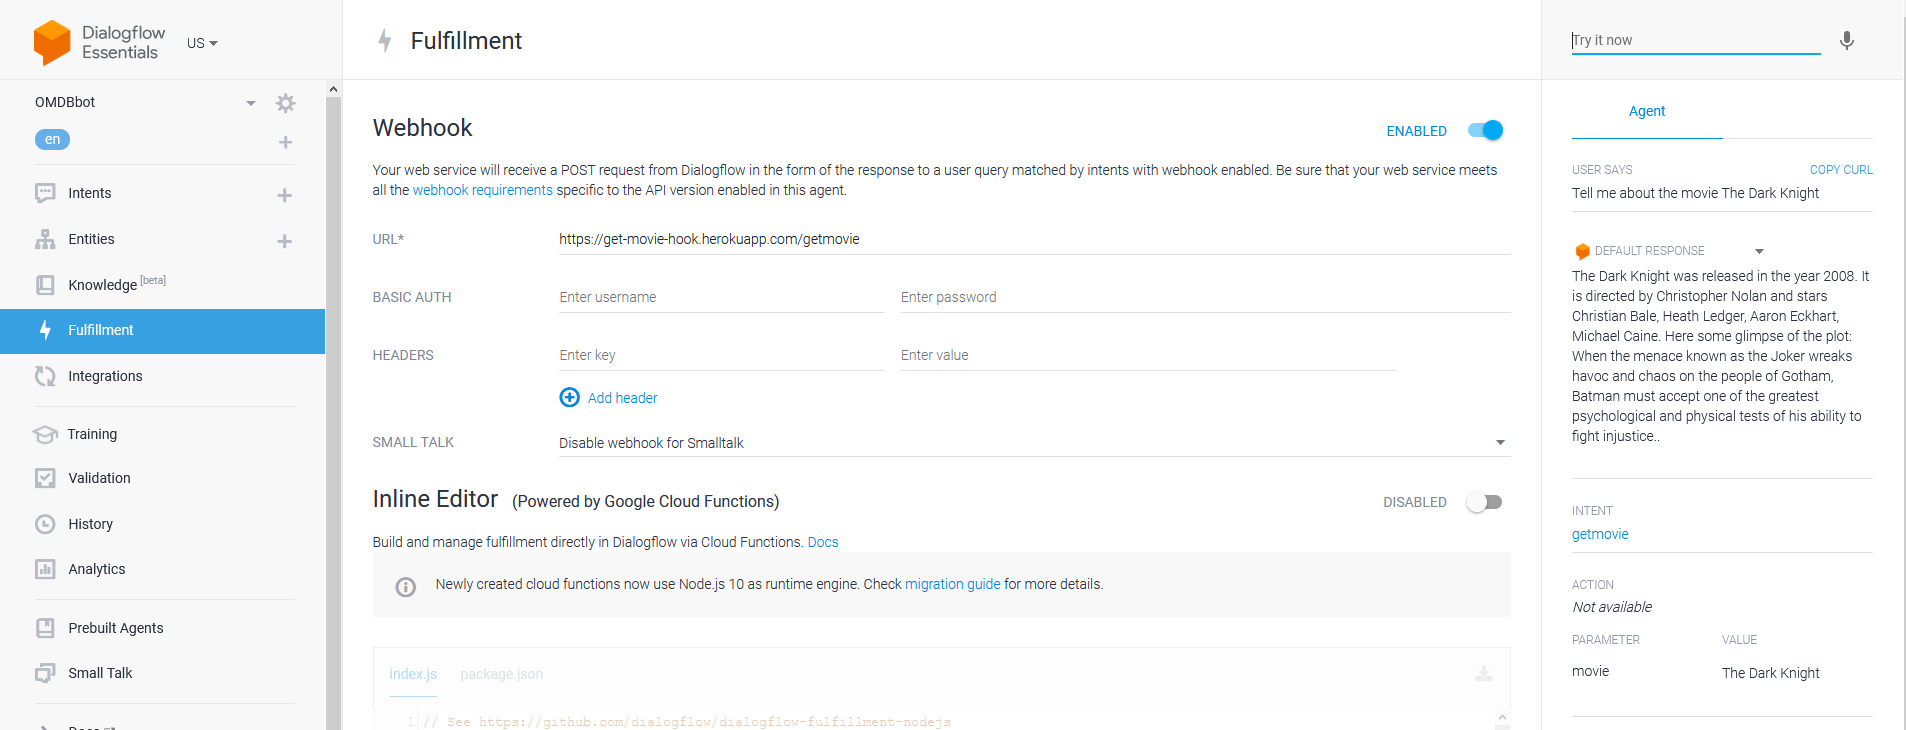 Dialogflow
Essentials
US
OMDBbot
en
Intents
Entities
Knowledge [beta]
Fulfillment
Integrations
Training
Validation
History
Analytics
Prebuilt Agents
Small Talk
Docs
Fulfillment
Webhook
ENABLED
Your web service will receive a POST request from Dialogflow in the form of the response to a user query matched by intents with webhook enabled. Be sure that your web service meets
all the webhook requirements specific to the API version enabled in this agent.
URL*
https://get-movie-hook.herokuapp.com/getmovie
BASIC AUTH
Enter username
Enter password
HEADERS
Enter key
Enter value
Add header
SMALL TALK
Disable webhook for Smalltalk
Inline Editor (Powered by Google Cloud Functions)
DISABLED
Build and manage fulfillment directly in Dialogflow via Cloud Functions. Docs
Newly created cloud functions now use Node.js 10 as runtime engine. Check migration guide for more details.
index.js
package.json
1 // See https://github.com/dialogflow/dialogflow-fulfillment-nodejs
Try it now
Agent
USER SAYS
COPY CURL
Tell me about the movie The Dark Knight
DEFAULT RESPONSE
The Dark Knight was released in the year 2008. It
is directed by Christopher Nolan and stars
Christian Bale, Heath Ledger, Aaron Eckhart,
Michael Caine. Here some glimpse of the plot:
When the menace known as the Joker wreaks
havoc and chaos on the people of Gotham,
Batman must accept one of the greatest
psychological and physical tests of his ability to
fight injustice..
INTENT
getmovie
ACTION
Not available
PARAMETER
VALUE
movie
The Dark Knight